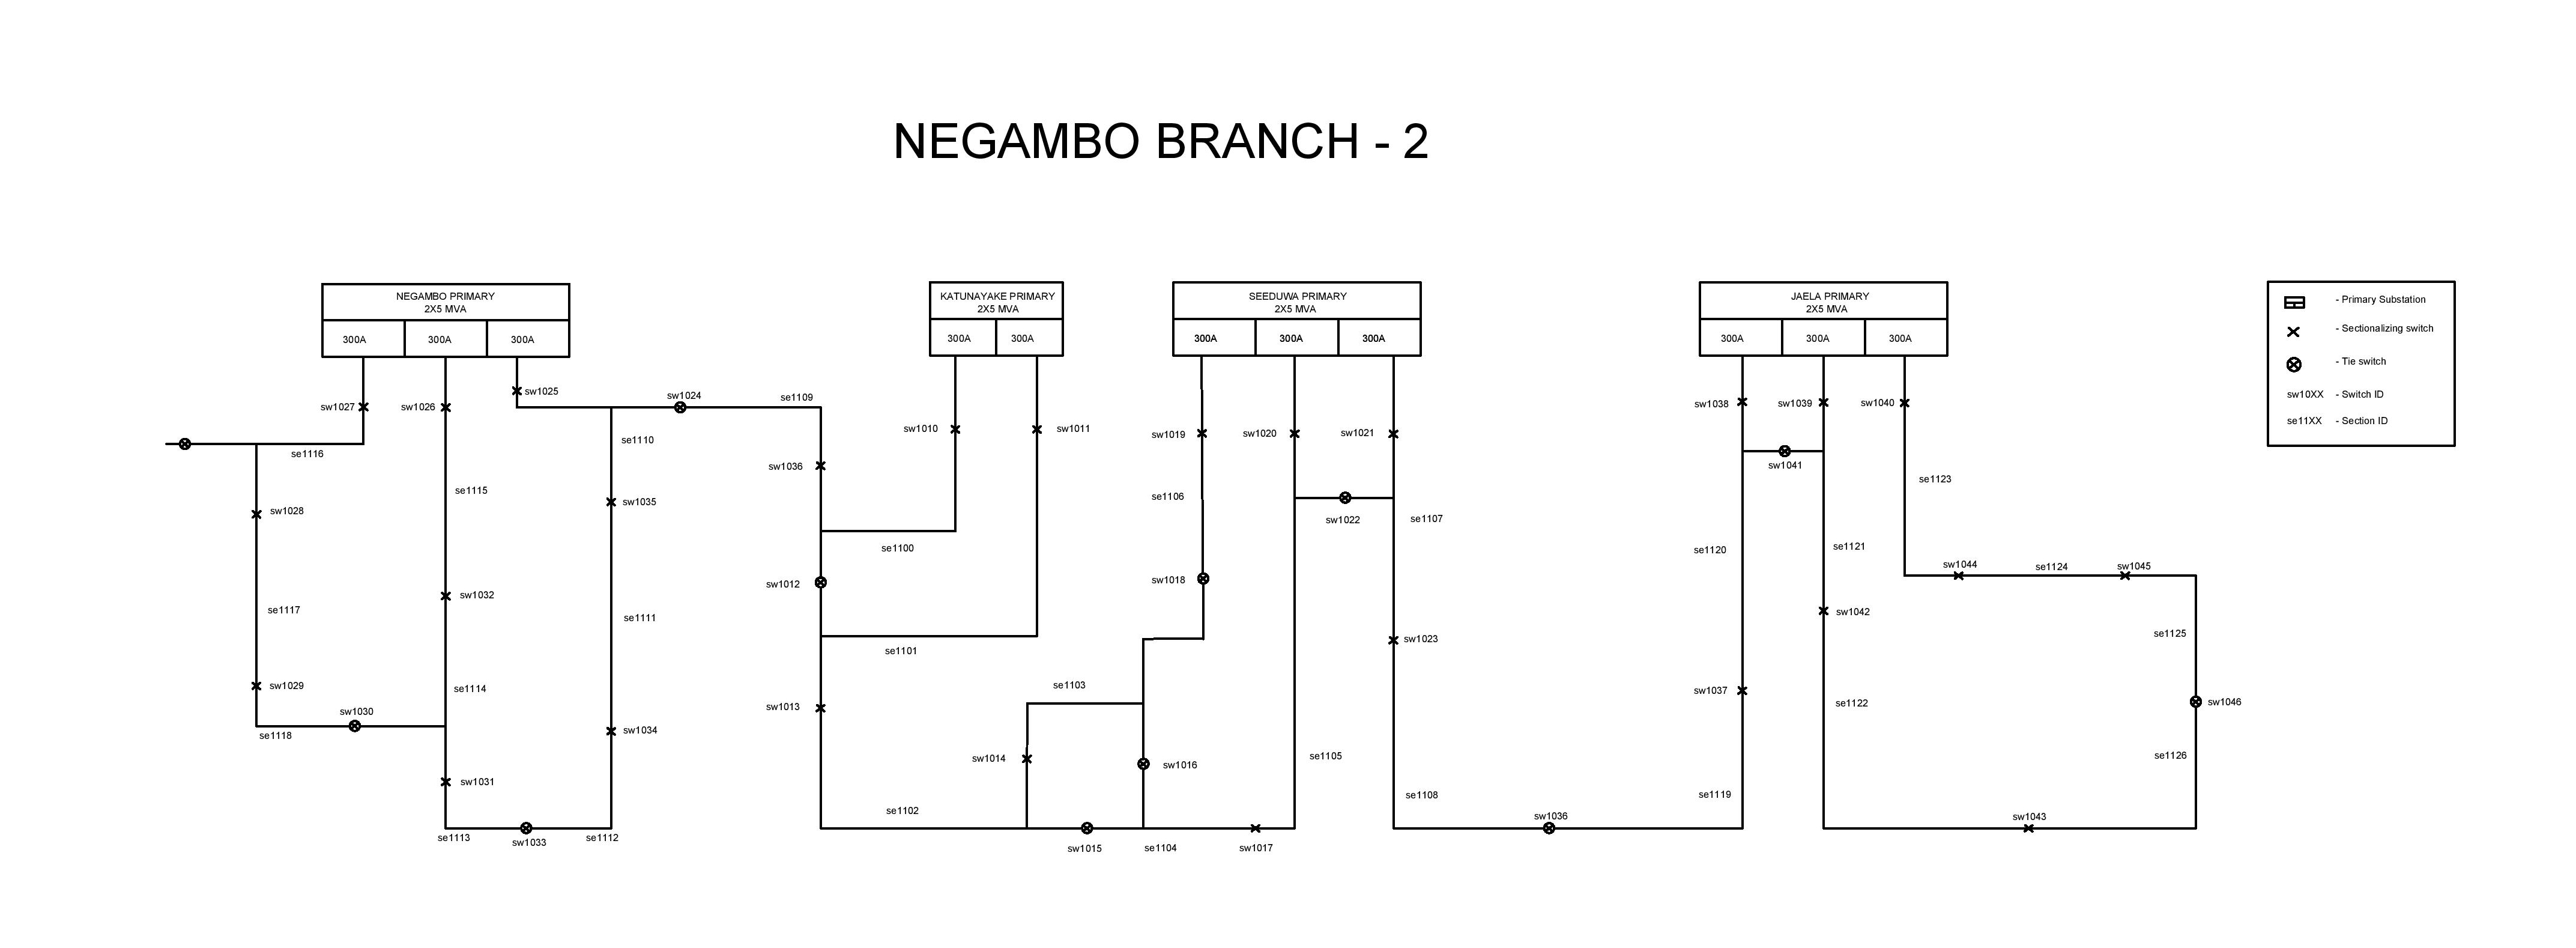 NEGAMBO BRANCH - 2
NEGAMBO PRIMARY
2X5 MVA
300A
300A
300A
KATUNAYAKE PRIMARY
2X5 MVA
300A
300A
SEEDUWA PRIMARY
2X5 MVA
300A
300A
300A
JAELA PRIMARY
2X5 MVA
300A
300A
300A
- Primary Substation
- Sectionalizing switch
- Tie switch
sw10XX - Switch ID
se11XX - Section ID
sw1027
sw1026
sw1025
sw1024
se1109
se1116
se1110
sw1028
se1115
sw1035
sw1032
se1117
se1111
sw1029
se1114
sw1030
se1118
sw1034
sw1031
se1113
sw1033
se1112
sw1036
sw1010
sw1011
se1100
sw1012
se1101
sw1013
se1103
sw1014
sw1016
se1102
sw1015
se1104
sw1017
sw1019
sw1020
sw1021
se1106
sw1022
se1107
sw1018
sw1023
se1105
se1108
sw1036
sw1038
sw1039
sw1040
sw1041
se1123
se1120
se1121
sw1044
se1124
sw1045
sw1042
se1125
sw1037
se1122
sw1046
se1126
se1119
sw1043